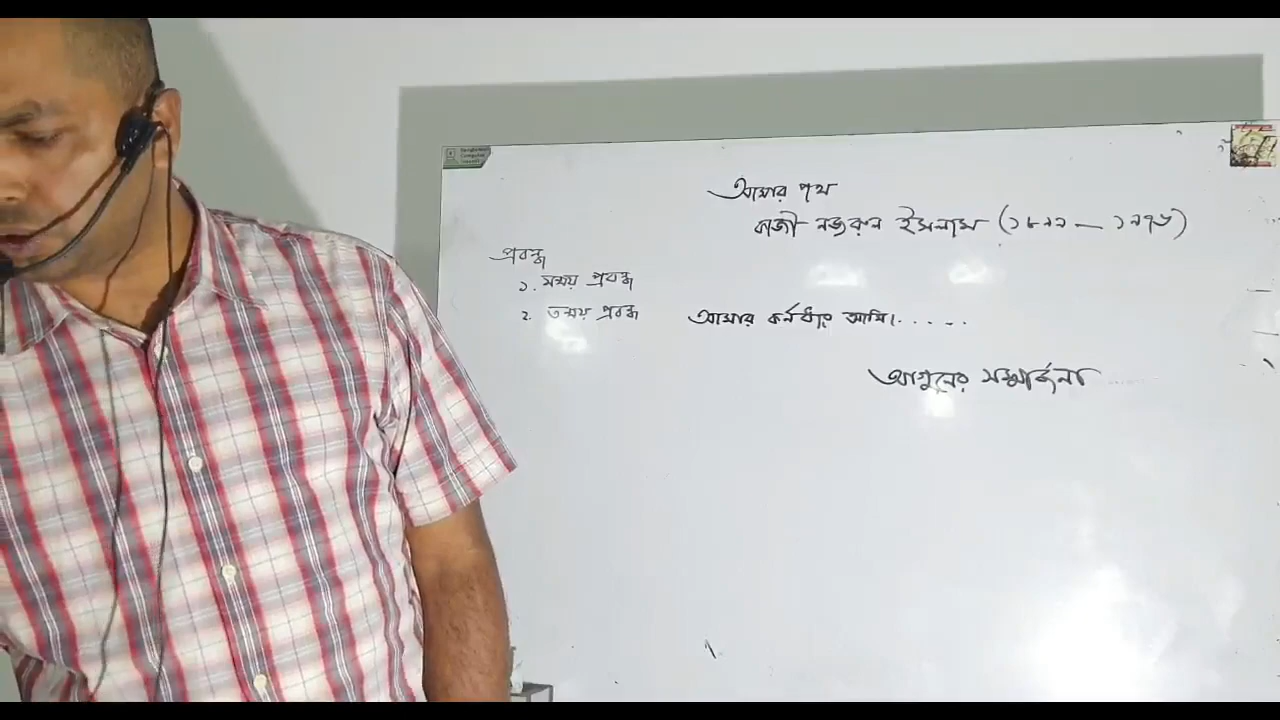 আমার পথ
কাজী নজরুল ইসলাম (১৮৯৯ — ১৯৭৬)
প্রবন্ধ
১. মন্ময় প্রবন্ধ
২. তন্ময় প্রবন্ধ
আমার কর্নধার আমি।.....
আগুনের সম্মার্জনা